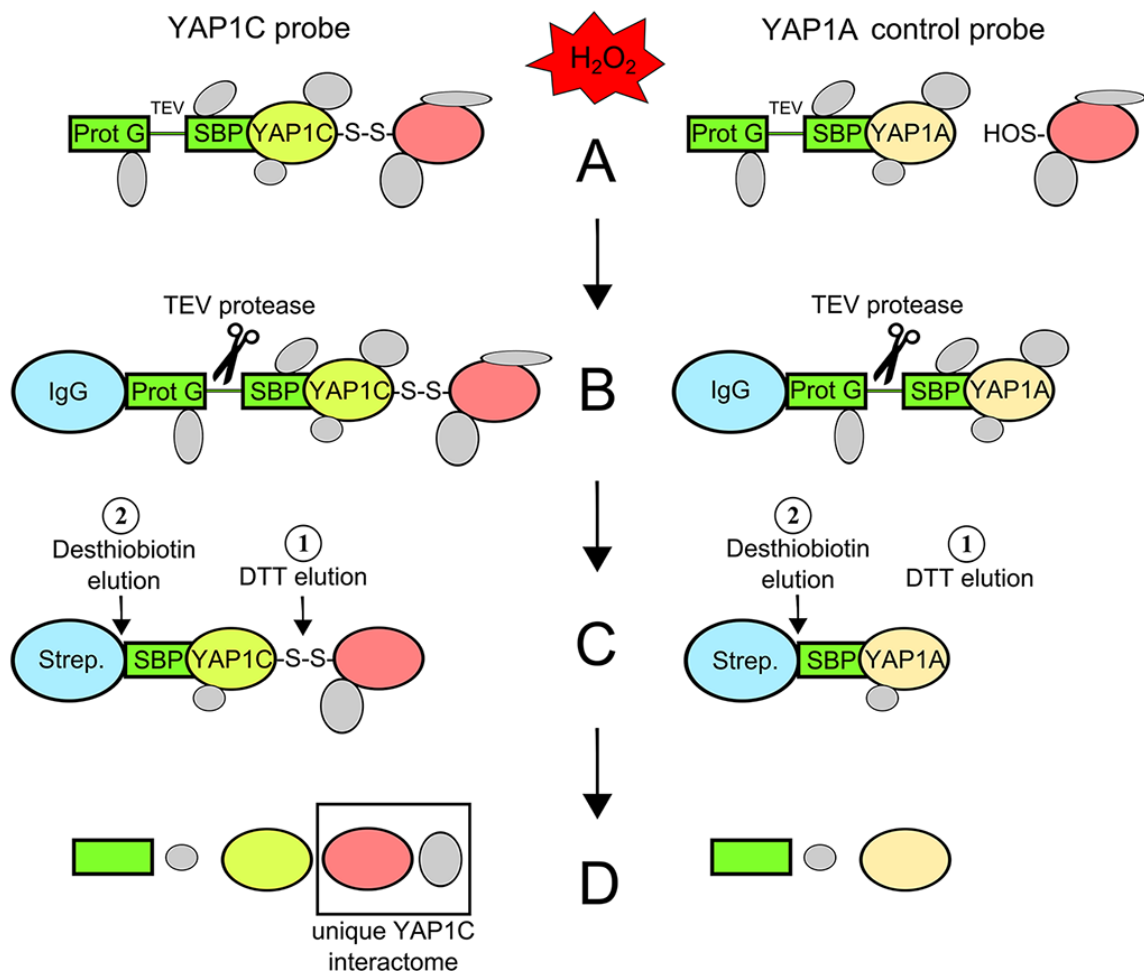 YAP1C probe
H2O2
YAP1A control probe
TEV
Prot G
SBP
YAP1C
-S-S-
A
TEV
Prot G
SBP
YAP1A
HOS-
TEV protease
IgG
Prot G
SBP
YAP1C
-S-S-
B
TEV protease
IgG
Prot G
SBP
YAP1A
2
Desthiobiotin
elution
1
DTT elution
Strep.
SBP
YAP1C
-S-S-
C
2
Desthiobiotin
elution
1
DTT elution
Strep.
SBP
YAP1A
D
unique YAP1C
interactome